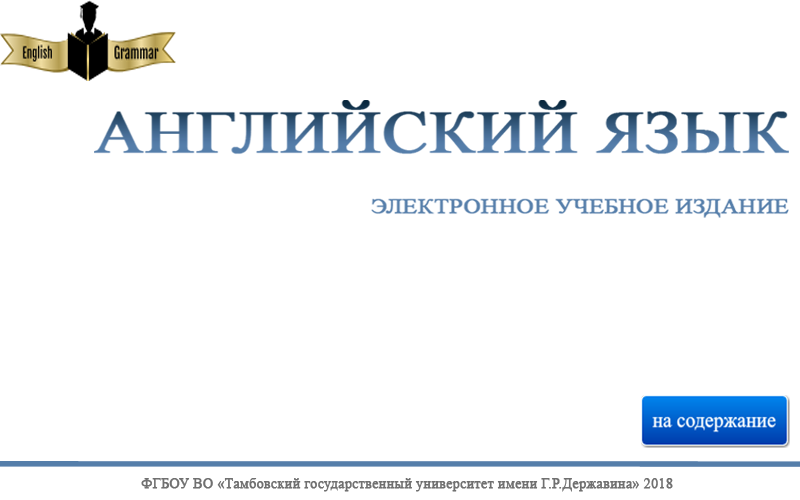 English Grammar
АНГЛИЙСКИЙ ЯЗЫК
ЭЛЕКТРОННОЕ УЧЕБНОЕ ИЗДАНИЕ
на содержание
ФГБОУ ВО «Тамбовский государственный университет имени Г.Р.Державина» 2018